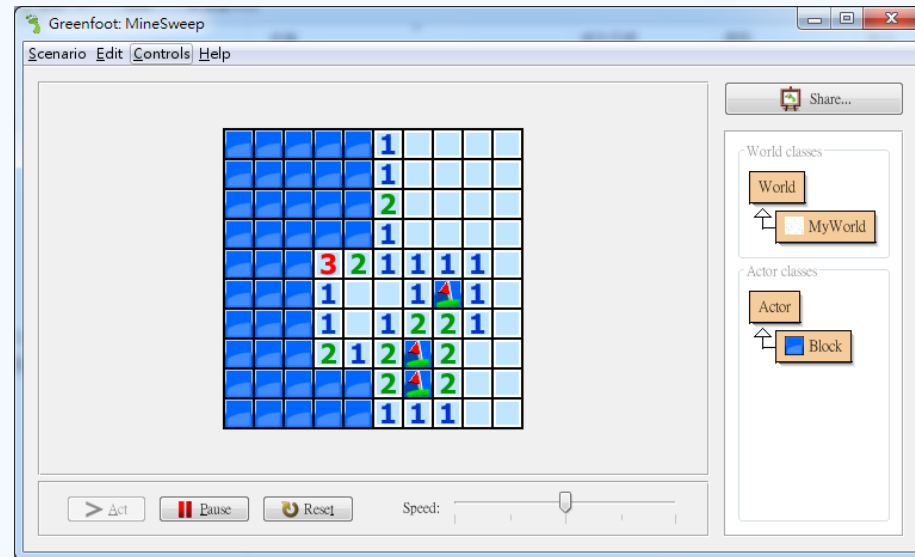 Greenfoot: MineSweep
Scenario Edit Controls Help
Share...
World classes
World
MyWorld
Actor classes
Actor
Block
1
1
2
1
3 2 1 1 1 1
1 1 1
1 1 2 2 1
2 1 2 2
2 2
1 1 1
Act Pause Reset Speed: